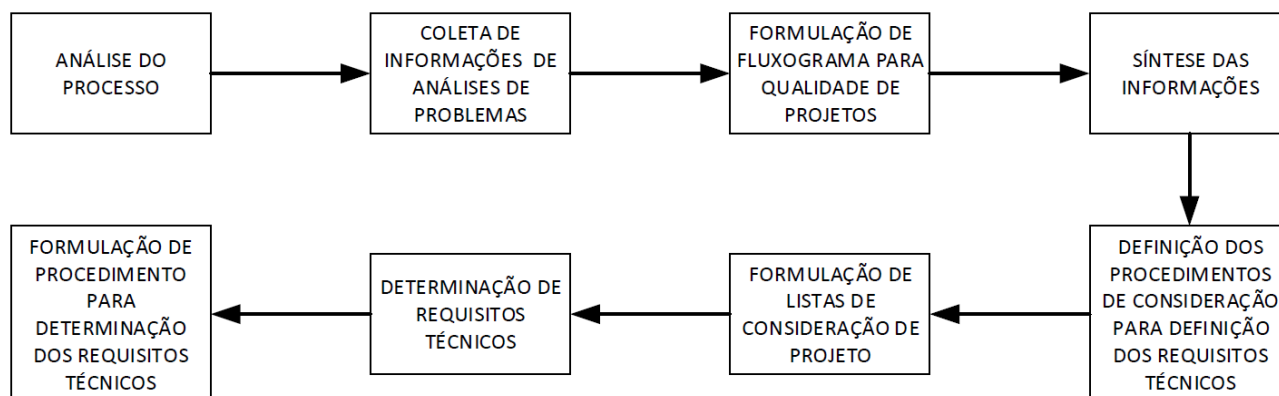 ANÁLISE DO
PROCESSO
COLETA DE
INFORMAÇÕES DE
ANÁLISES DE
PROBLEMAS
FORMULAÇÃO DE
FLUXOGRAMA PARA
QUALIDADE DE
PROJETOS
SÍNTESE DAS
INFORMAÇÕES
DEFINIÇÃO DOS
PROCEDIMENTOS
DE CONSIDERAÇÃO
PARA DEFINIÇÃO
DOS REQUISITOS
TÉCNICOS
FORMULAÇÃO DE
LISTAS DE
CONSIDERAÇÃO DE
PROJETO
DETERMINAÇÃO DE
REQUISITOS
TÉCNICOS
FORMULAÇÃO DE
PROCEDIMENTO
PARA
DETERMINAÇÃO
DOS REQUISITOS
TÉCNICOS